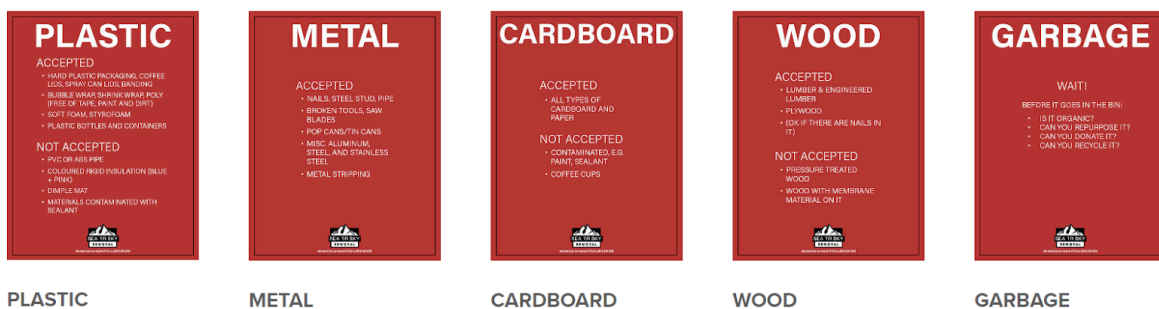 PLASTIC
ACCEPTED
• HARD PLASTIC PACKAGING, COFFEE
LIDS, SPRAY CAN LIDS, BANDING
• BUBBLE WRAP, SHRINK WRAP, POLY
(FREE OF TAPE, PAINT AND DIRT)
• SOFT FOAM, STYROFOAM
• PLASTIC BOTTLES AND CONTAINERS
NOT ACCEPTED
• PVC OR ABS PIPE
• COLOURED RIGID INSULATION (BLUE
+ PINK)
• DIMPLE MAT
• MATERIALS CONTAMINATED WITH
SEALANT
SEA TO SKY
REMOVAL
PLASTIC
METAL
ACCEPTED
• NAILS, STEEL STUD, PIPE
• BROKEN TOOLS, SAW
BLADES
• POP CANS/TIN CANS
• MISC. ALUMINUM,
STEEL, AND STAINLESS
STEEL
• METAL STRIPPING
SEA TO SKY
REMOVAL
METAL
CARDBOARD
ACCEPTED
• ALL TYPES OF
CARDBOARD AND
PAPER
NOT ACCEPTED
• CONTAMINATED, E.G.
PAINT, SEALANT
• COFFEE CUPS
SEA TO SKY
REMOVAL
CARDBOARD
WOOD
ACCEPTED
• LUMBER & ENGINEERED
LUMBER
• PLYWOOD
• (OK IF THERE ARE NAILS IN
IT)
NOT ACCEPTED
• PRESSURE TREATED
WOOD
• WOOD WITH MEMBRANE
MATERIAL ON IT
SEA TO SKY
REMOVAL
WOOD
GARBAGE
WAIT!
BEFORE IT GOES IN THE BIN:
• IS IT ORGANIC?
• CAN YOU REPURPOSE IT?
• CAN YOU DONATE IT?
• CAN YOU RECYCLE IT?
SEA TO SKY
REMOVAL
GARBAGE